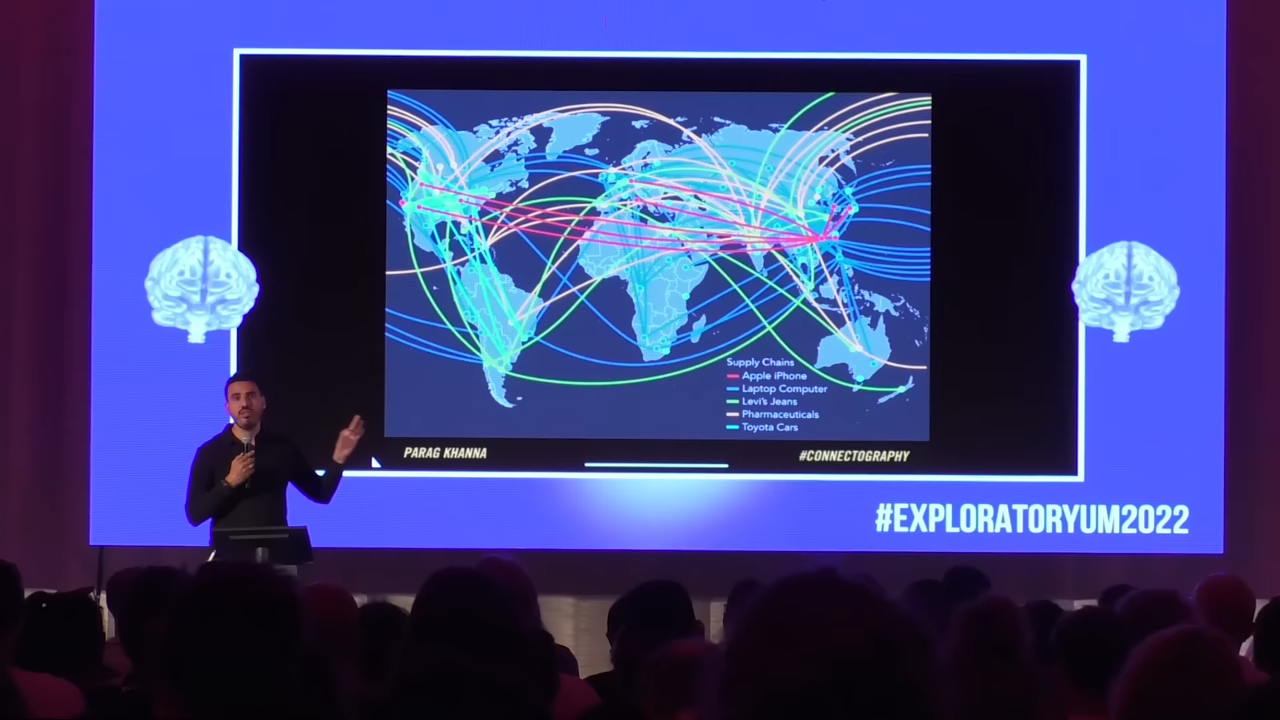 Supply Chains
Apple iPhone
Laptop Computer
Levi's Jeans
Pharmaceuticals
Toyota Cars
PARAG KHANNA
#CONNECTOGRAPHY
#EXPLORATORYUM2022